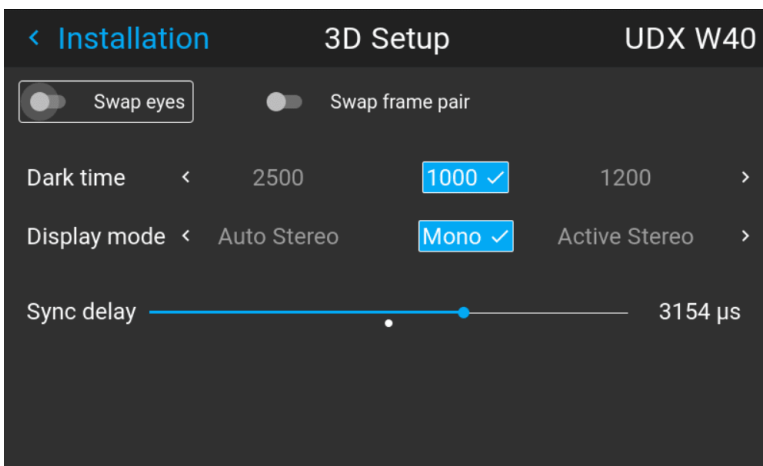 Installation 3D Setup UDX W40
Swap eyes Swap frame pair
Dark time 2500 1000 1200
Display mode Auto Stereo Mono Active Stereo
Sync delay 3154 µs